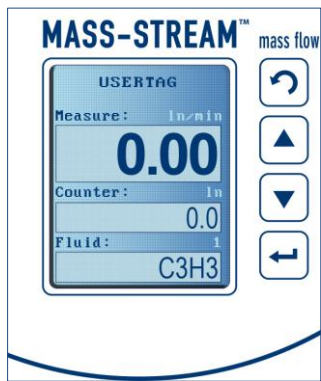 MASS-STREAM™ mass flow
USERTAG
Measure: ln/min
0.00
Counter: ln
0.0
Fluid: 1
C3H3